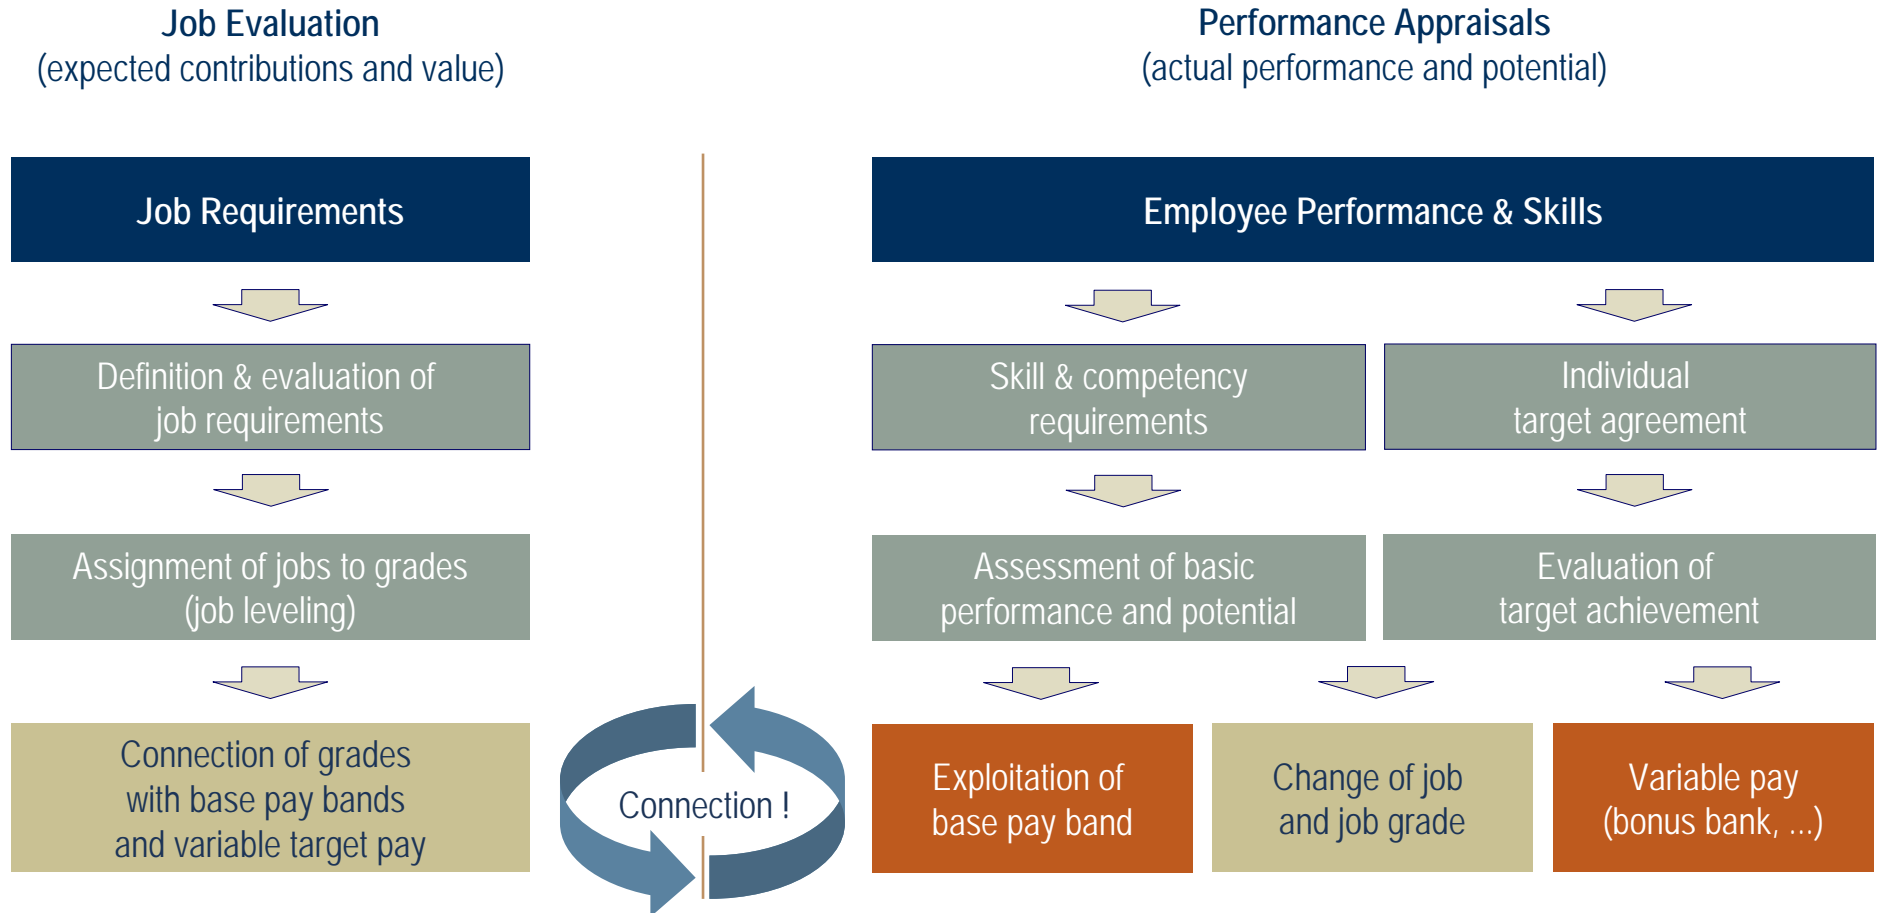 Job Evaluation
(expected contributions and value)
Performance Appraisals
(actual performance and potential)
Job Requirements
Employee Performance & Skills
Definition & evaluation of
job requirements
Skill & competency
requirements
Individual
target agreement
Assignment of jobs to grades
(job leveling)
Assessment of basic
performance and potential
Evaluation of
target achievement
Connection of grades
with base pay bands
and variable target pay
Connection !
Exploitation of
base pay band
Change of job
and job grade
Variable pay
(bonus bank, ...)